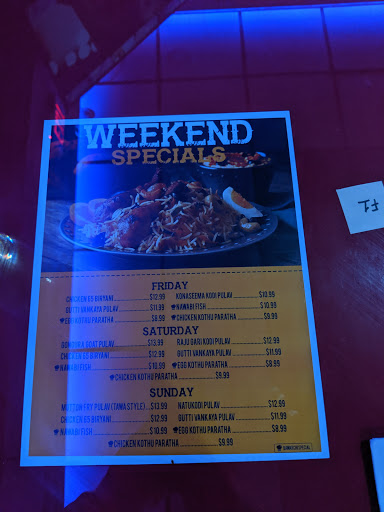 WEEKEND
SPECIALS
FRIDAY
CHICKEN 65 BIRYANI $12.99
GUTTI VANKAYA PULAV $11.99
EGG KOTHU PARATHA $8.99
KONASEEMA KODI PULAV $10.99
NAWABI FISH $10.99
CHICKEN KOTHU PARATHA $9.99
SATURDAY
GONGURA GOAT PULAV $13.99
CHICKEN 65 BIRYANI $12.99
NAWABI FISH $10.99
RAJU GARI KODI PULAV $12.99
GUTTI VANKAYA PULAV $11.99
EGG KOTHU PARATHA $8.99
CHICKEN KOTHU PARATHA $9.99
SUNDAY
MUTTON FRY PULAV (TAWA STYLE) $13.99
CHICKEN 65 BIRYANI $12.99
NAWABI FISH $10.99
NATUKODI PULAV $12.99
GUTTI VANKAYA PULAV $11.99
EGG KOTHU PARATHA $8.99
CHICKEN KOTHU PARATHA $9.99
F1